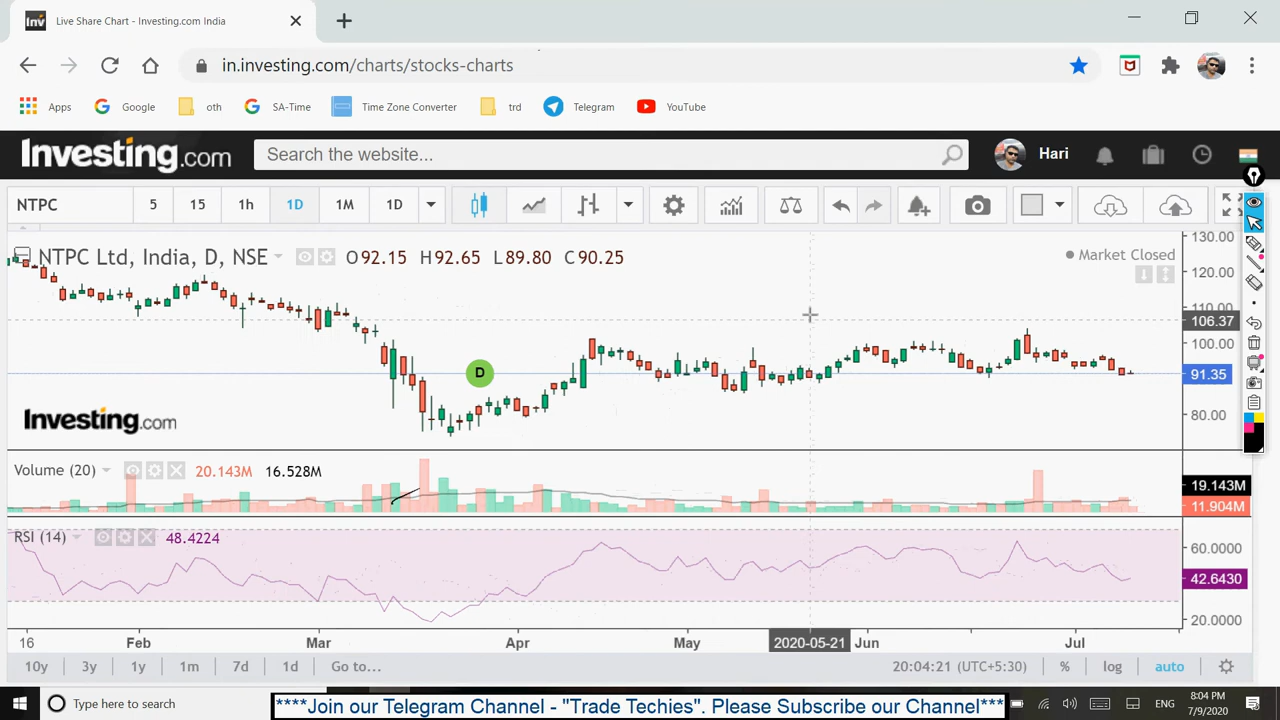 Inv Live Share Chart - Investing.com India
in.investing.com/charts/stocks-charts
Apps Google oth SA-Time Time Zone Converter trd Telegram YouTube
Investing.com Search the website... Hari
NTPC 5 15 1h 1D 1M 1D
NTPC Ltd, India, D, NSE O92.15 H92.65 L89.80 C90.25
Market Closed
130.00
120.00
110.00
106.37
100.00
91.35
80.00
D
Investing.com
Volume (20) 20.143M 16.528M
19.143M
11.904M
RSI (14) 48.4224
60.0000
42.6430
20.0000
16 Feb Mar Apr May 2020-05-21 Jun Jul
10y 3y 1y 1m 7d 1d Go to... 20:04:21 (UTC+5:30) % log auto
Type here to search
****Join our Telegram Channel - "Trade Techies". Please Subscribe our Channel***
ENG
8:04 PM
7/9/2020